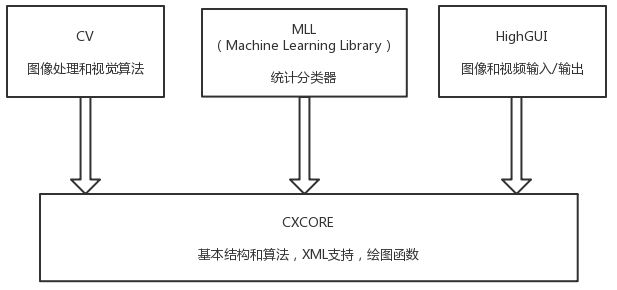 CV
图像处理和视觉算法
MLL
（Machine Learning Library）
统计分类器
HighGUI
图像和视频输入/输出
CXCORE
基本结构和算法，XML支持，绘图函数